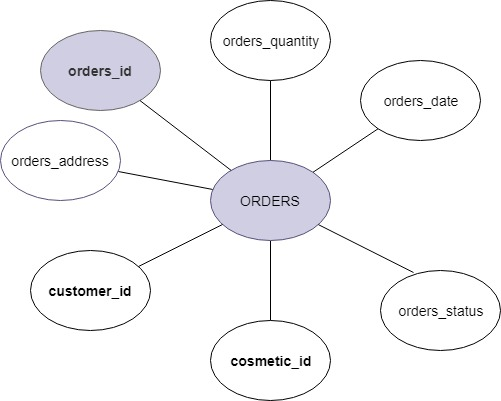 orders_quantity
orders_id
orders_date
orders_address
ORDERS
customer_id
orders_status
cosmetic_id